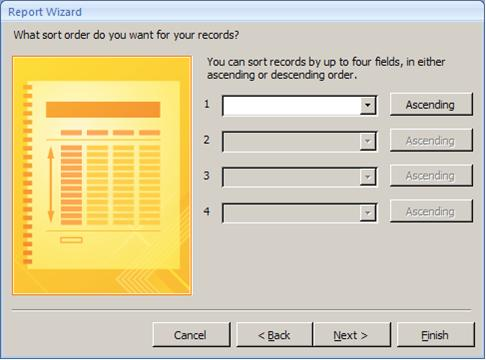 Report Wizard
What sort order do you want for your records?
You can sort records by up to four fields, in either
ascending or descending order.
1 Ascending
2 Ascending
3 Ascending
4 Ascending
Cancel < Back Next > Finish